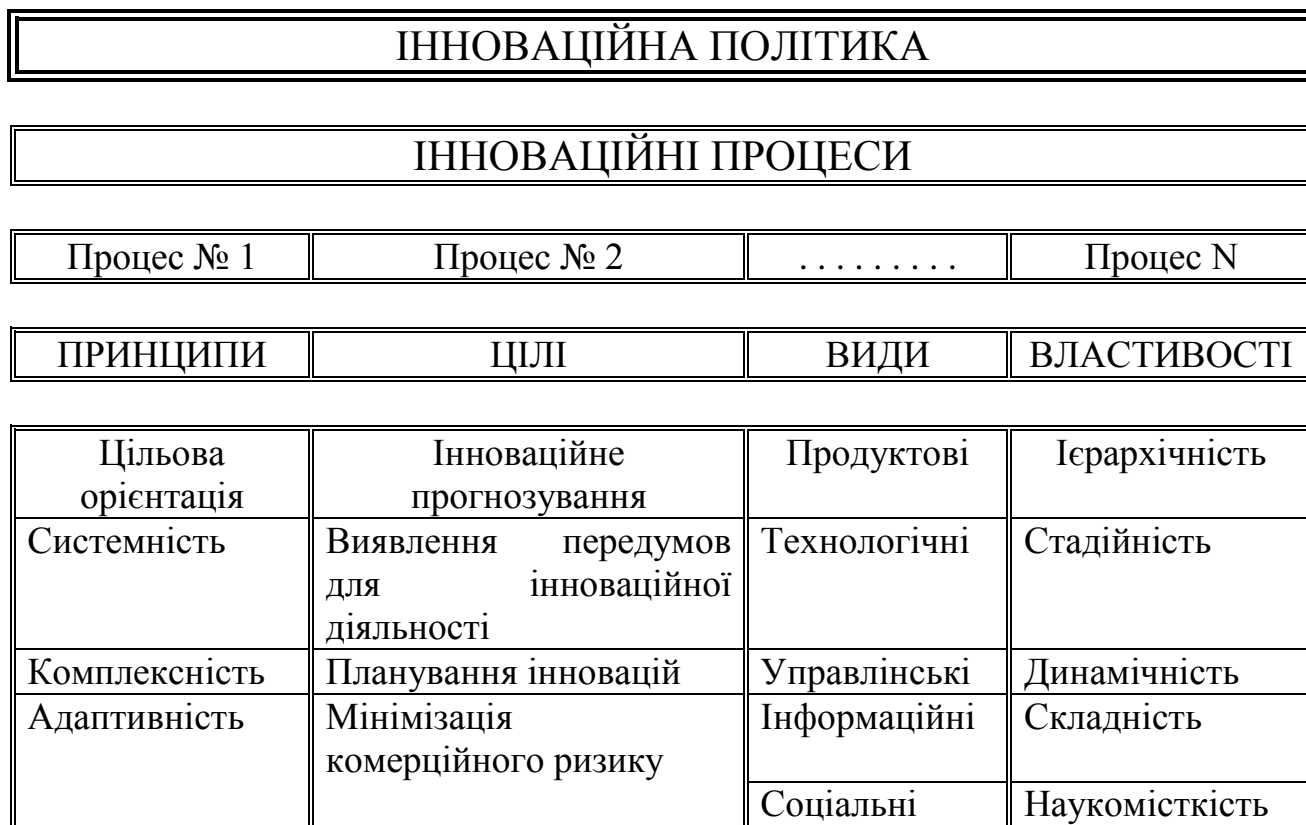 ІННОВАЦІЙНА ПОЛІТИКА
ІННОВАЦІЙНІ ПРОЦЕСИ
Процес № 1 Процес № 2 . . . . . . . . . Процес N
ПРИНЦИПИ ЦІЛІ ВИДИ ВЛАСТИВОСТІ
Цільова Інноваційне Продуктові Ієрархічність
орієнтація прогнозування
Системність Виявлення передумов Технологічні Стадійність
для інноваційної
діяльності
Комплексність Планування інновацій Управлінські Динамічність
Адаптивність Мінімізація Інформаційні Складність
комерційного ризику
Соціальні Наукомісткість